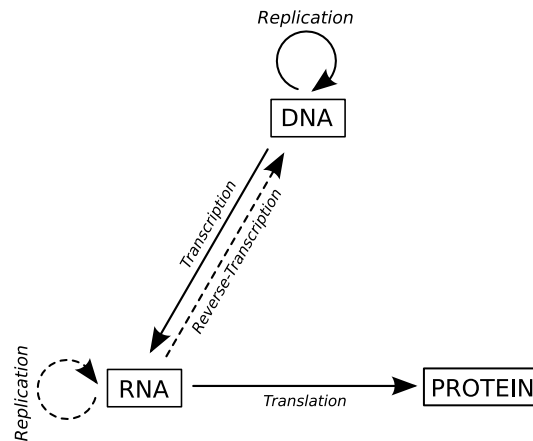 Replication
DNA
Transcription
Reverse-Transcription
Replication
RNA
Translation
PROTEIN